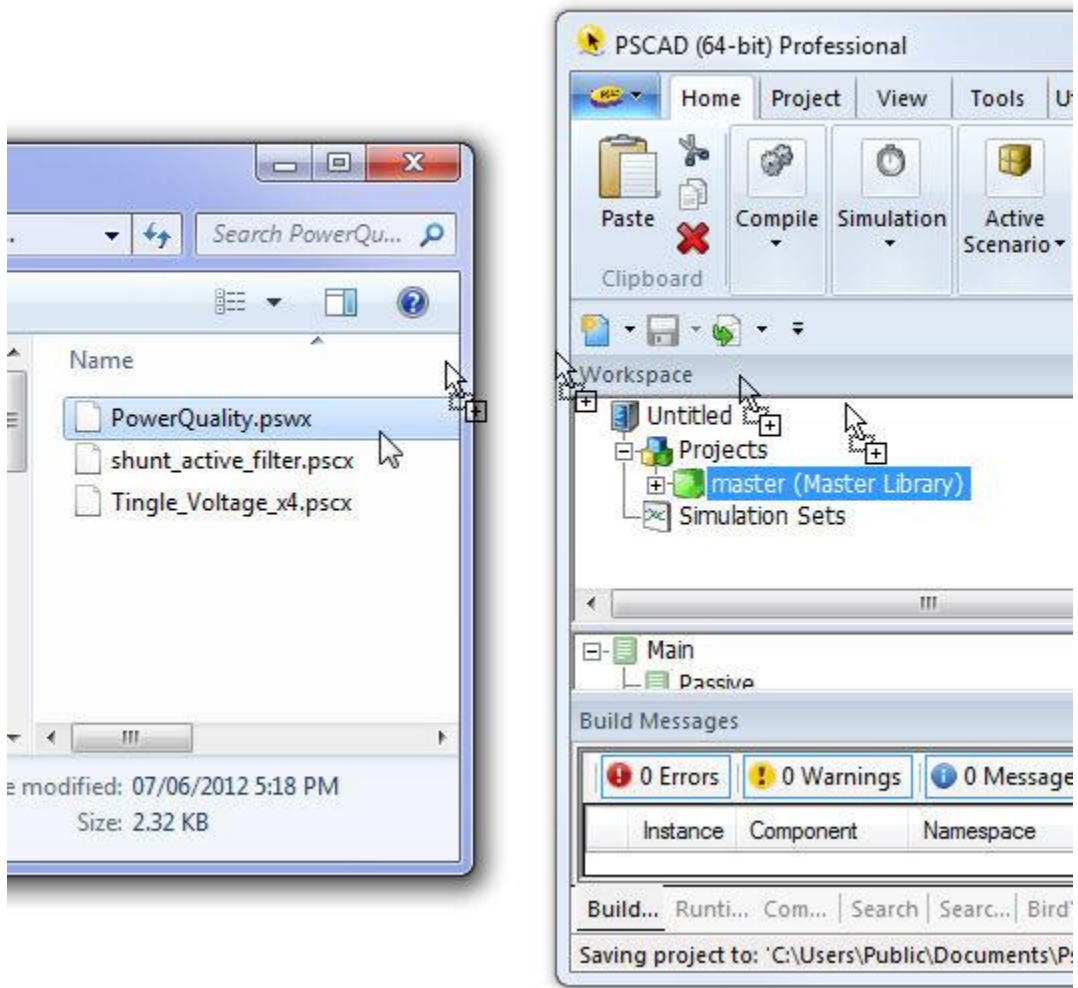 Search PowerQu...
Name
PowerQuality.pswx
shunt_active_filter.pscx
Tingle_Voltage_x4.pscx
modified: 07/06/2012 5:18 PM
Size: 2.32 KB
PSCAD (64-bit) Professional
Home Project View Tools
Paste Compile Simulation Active
Scenario
Clipboard
Workspace
Untitled
Projects
master (Master Library)
Simulation Sets
Main
Passive
Build Messages
0 Errors 0 Warnings 0 Message
Instance Component Namespace
Build... Runti... Com... Search Searc... Bird'
Saving project to: 'C:\Users\Public\Documents\Ps